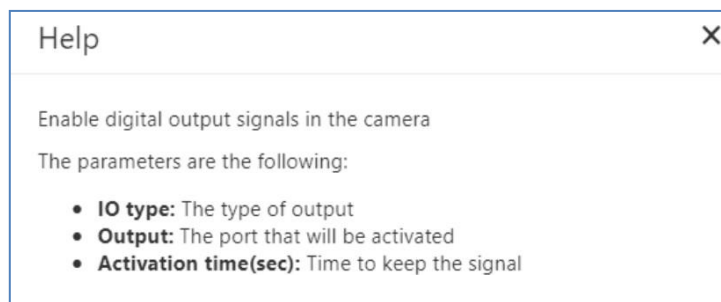 Help
Enable digital output signals in the camera
The parameters are the following:
• IO type: The type of output
• Output: The port that will be activated
• Activation time(sec): Time to keep the signal